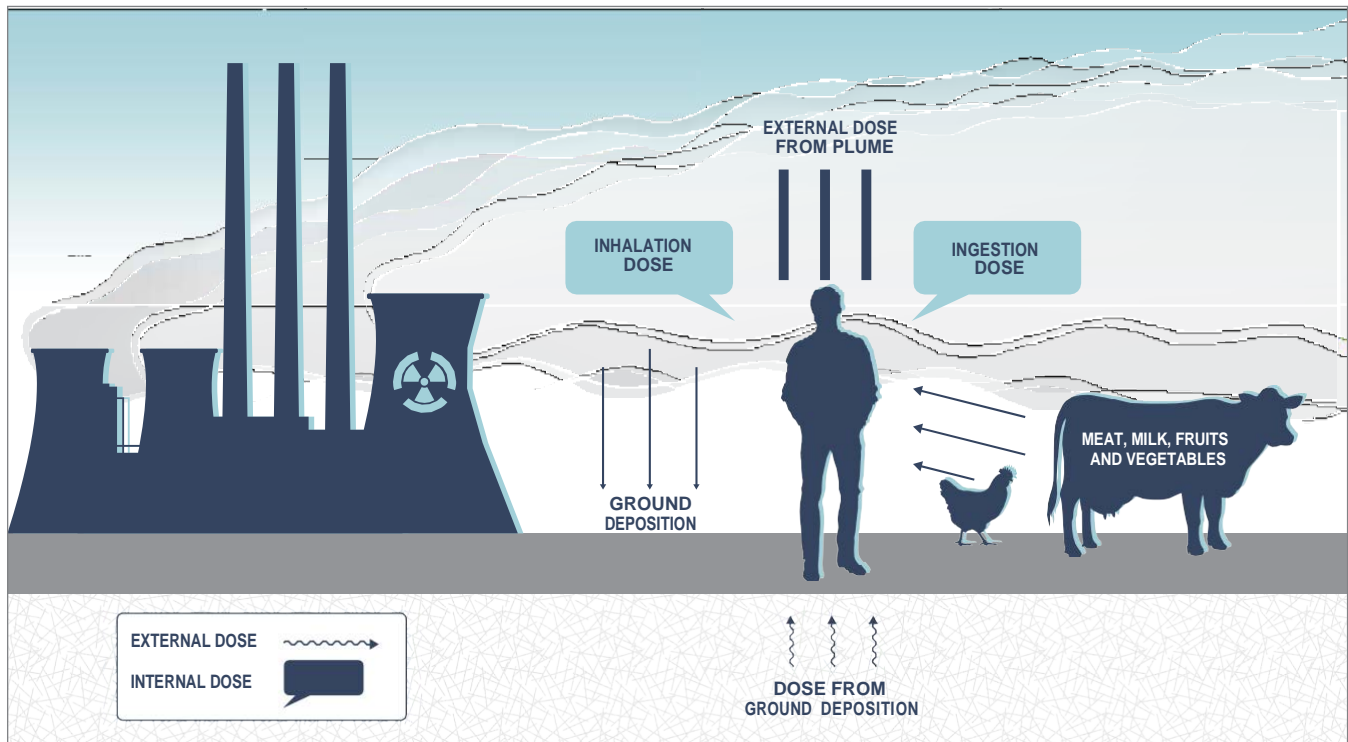 EXTERNAL DOSE
FROM PLUME
INHALATION
DOSE
INGESTION
DOSE
MEAT, MILK, FRUITS
AND VEGETABLES
GROUND
DEPOSITION
EXTERNAL DOSE
INTERNAL DOSE
DOSE FROM
GROUND DEPOSITION